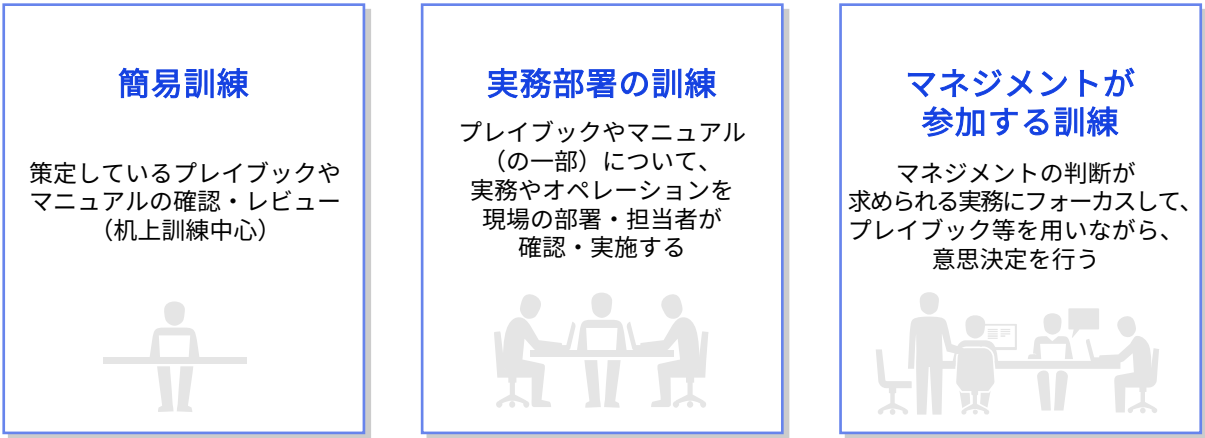 簡易訓練
策定しているプレイブックや
マニュアルの確認・レビュー
（机上訓練中心）
実務部署の訓練
プレイブックやマニュアル
（の一部）について、
実務やオペレーションを
現場の部署・担当者が
確認・実施する
マネジメントが
参加する訓練
マネジメントの判断が
求められる実務にフォーカスして、
プレイブック等を用いながら、
意思決定を行う